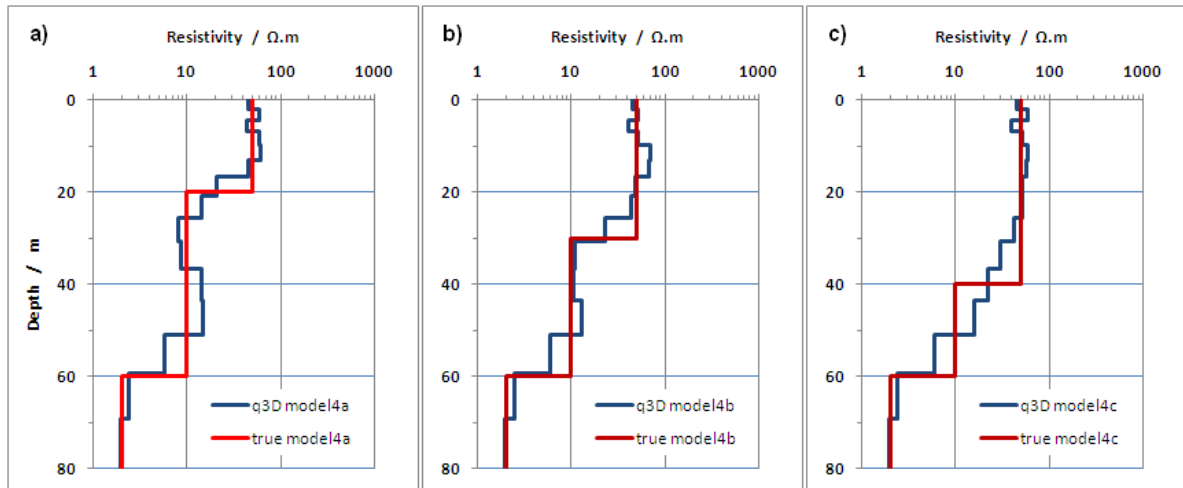 a)
Resistivity / Ω.m
1 10 100 1000
0
20
40
60
80
Depth / m
q3D model4a
true model4a
b)
Resistivity / Ω.m
1 10 100 1000
0
20
40
60
80
q3D model4b
true model4b
c)
Resistivity / Ω.m
1 10 100 1000
0
20
40
60
80
q3D model4c
true model4c